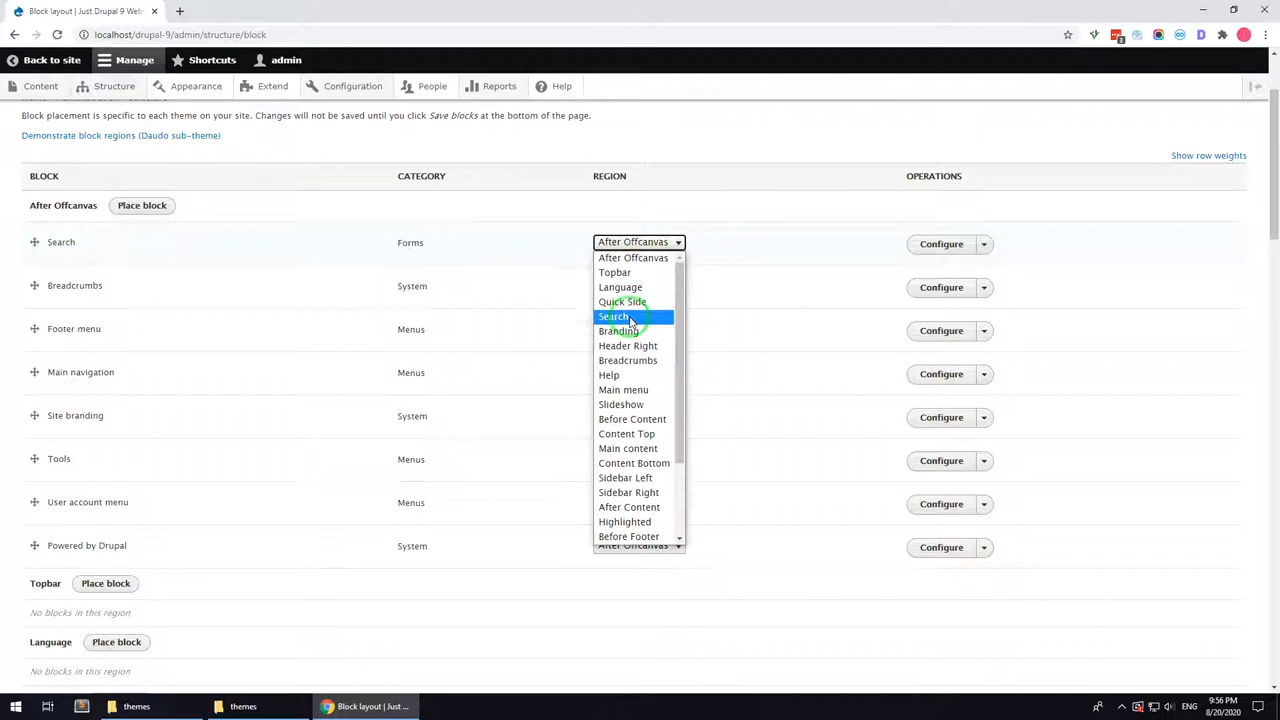 Block layout | Just Drupal 9 Web
localhost/drupal-9/admin/structure/block
3
Back to site
Manage
Shortcuts
admin
Content
Structure
Appearance
Extend
Configuration
People
Reports
Help
Block placement is specific to each theme on your site. Changes will not be saved until you click Save blocks at the bottom of the page.
Demonstrate block regions (Daudo sub-theme)
Show row weights
BLOCK CATEGORY REGION OPERATIONS
After Offcanvas Place block
Search Forms After Offcanvas Configure
After Offcanvas
Topbar
Language
Quick Side
Search
Branding
Header Right
Breadcrumbs
Help
Main menu
Slideshow
Before Content
Content Top
Main content
Content Bottom
Sidebar Left
Sidebar Right
After Content
Highlighted
Before Footer
Breadcrumbs System Configure
Footer menu Menus Configure
Main navigation Menus Configure
Site branding System Configure
Tools Menus Configure
User account menu Menus Configure
Powered by Drupal System After Offcanvas Configure
Topbar Place block
No blocks in this region
Language Place block
No blocks in this region
themes
themes
Block layout | Just ...
ENG
9:56 PM
8/20/2020